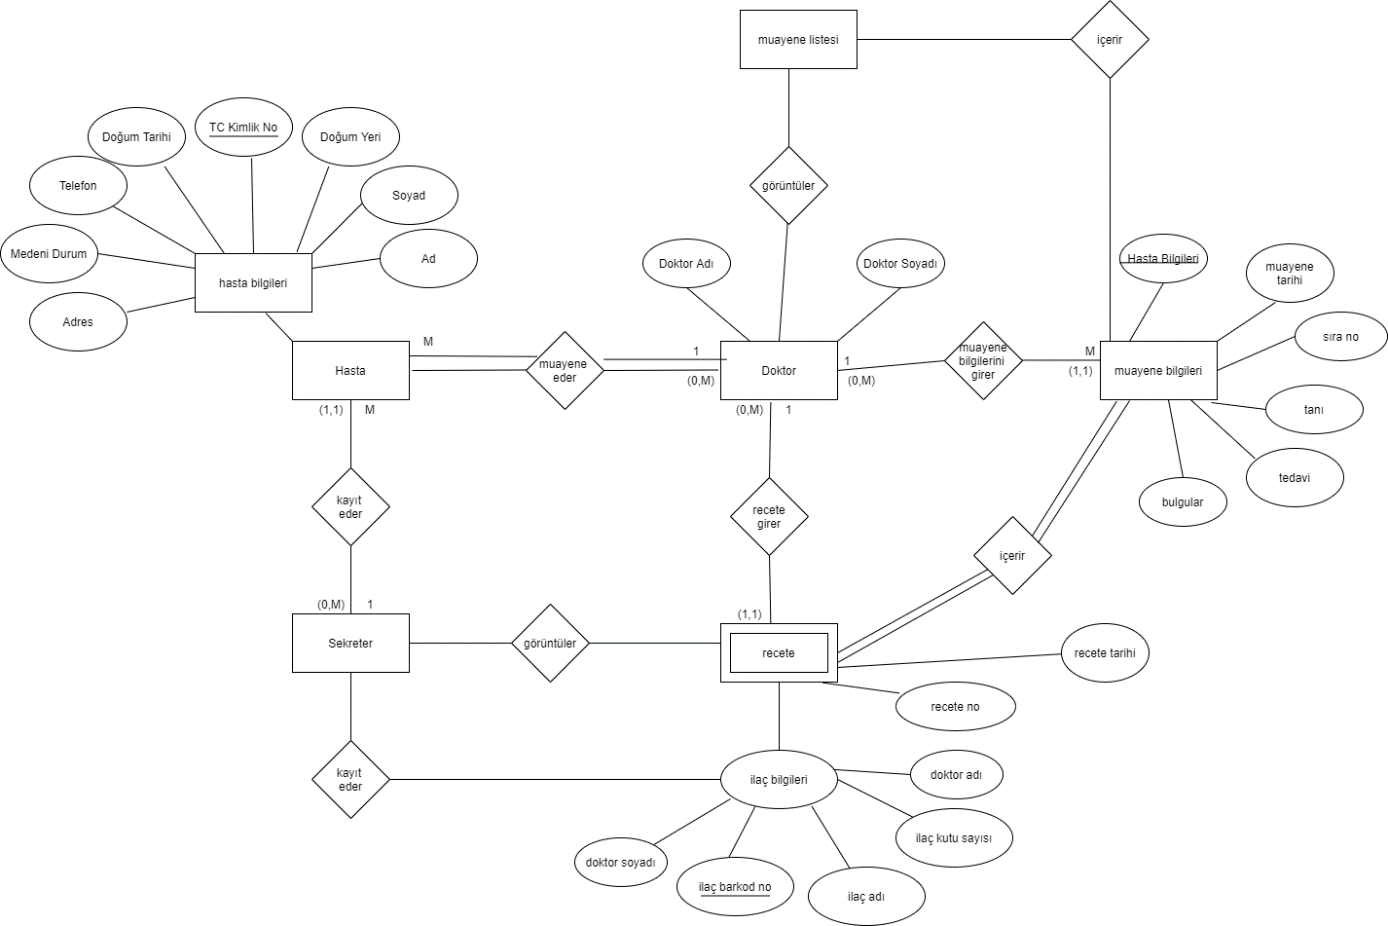 muayene listesi
içerir
Doğum Tarihi
TC Kimlik No
Doğum Yeri
Telefon
Soyad
görüntüler
Medeni Durum
Ad
hasta bilgileri
Adres
Doktor Adı
Doktor Soyadı
Hasta Bilgileri
muayene
tarihi
sıra no
Hasta
M
muayene
eder
1
(0,M)
Doktor
1
(0,M)
muayene
bilgilerini
girer
M
(1,1)
muayene bilgileri
(1,1)
M
(0,M)
1
tanı
tedavi
bulgular
kayıt
eder
recete
girer
içerir
(0,M)
1
(1,1)
Sekreter
görüntüler
recete
recete tarihi
recete no
kayıt
eder
ilaç bilgileri
doktor adı
ilaç kutu sayısı
doktor soyadı
ilaç barkod no
ilaç adı